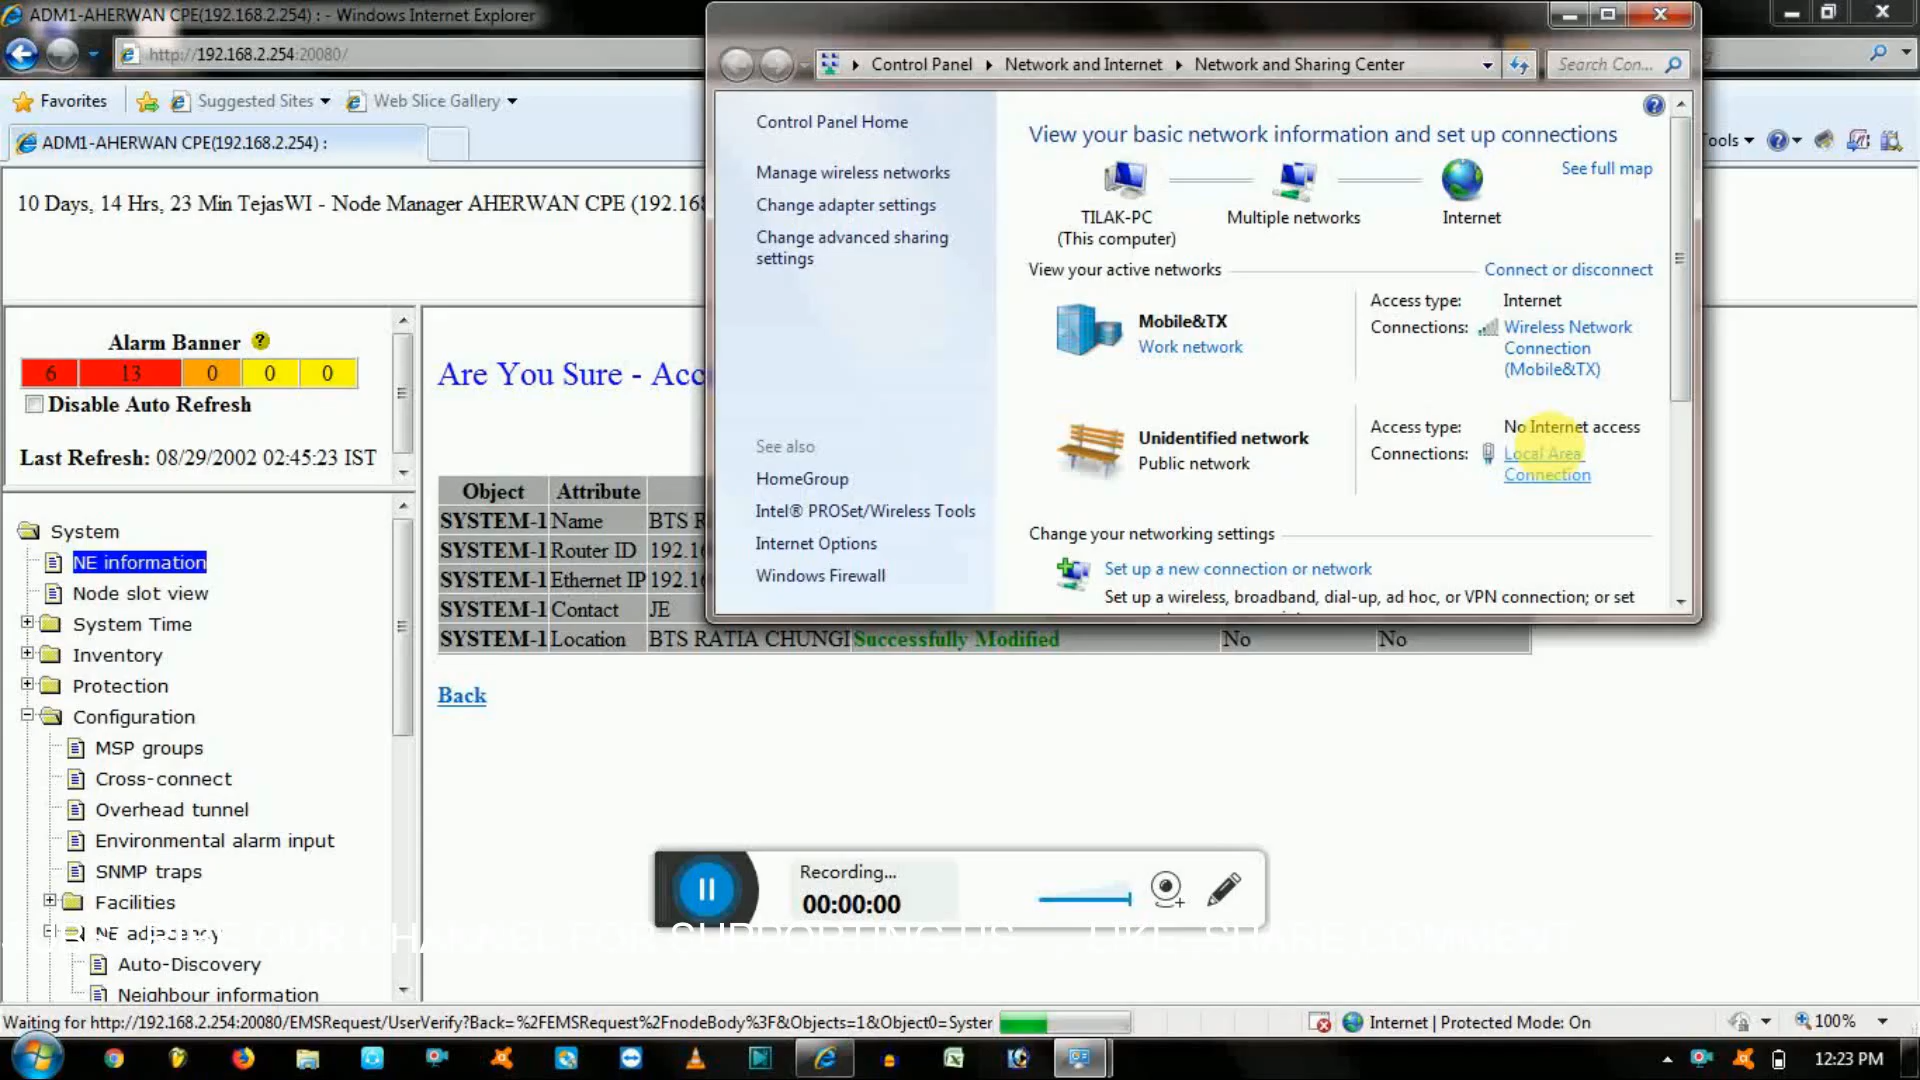 ADM1-AHERWAN CPE(192.168.2.254) : - Windows Internet Explorer
http://192.168.2.254:20080/
Favorites
Suggested Sites
Web Slice Gallery
ADM1-AHERWAN CPE(192.168.2.254) :
10 Days, 14 Hrs, 23 Min TejasWI - Node Manager AHERWAN CPE (192.168
Alarm Banner ?
6 13 0 0 0
Disable Auto Refresh
Last Refresh: 08/29/2002 02:45:23 IST
System
NE information
Node slot view
System Time
Inventory
Protection
Configuration
MSP groups
Cross-connect
Overhead tunnel
Environmental alarm input
SNMP traps
Facilities
NE adjacency
Auto-Discovery
Neighbour information
Are You Sure - Acc
Object Attribute
SYSTEM-1 Name BTS R
SYSTEM-1 Router ID 192.16
SYSTEM-1 Ethernet IP 192.16
SYSTEM-1 Contact JE
SYSTEM-1 Location BTS RATIA CHUNGI Successfully Modified No No
Back
Control Panel
Network and Internet
Network and Sharing Center
Search Con...
Control Panel Home
Manage wireless networks
Change adapter settings
Change advanced sharing
settings
See also
HomeGroup
Intel® PROSet/Wireless Tools
Internet Options
Windows Firewall
View your basic network information and set up connections
See full map
TILAK-PC
(This computer)
Multiple networks
Internet
View your active networks
Connect or disconnect
Mobile&TX
Work network
Access type: Internet
Connections: Wireless Network
Connection
(Mobile&TX)
Unidentified network
Public network
Access type: No Internet access
Connections: Local Area
Connection
Change your networking settings
Set up a new connection or network
Set up a wireless, broadband, dial-up, ad hoc, or VPN connection; or set
ools
Recording...
00:00:00
OUR CHANNEL FOR SUPPORTING US LIKE SHARE COMMENT
Waiting for http://192.168.2.254:20080/EMSRequest/UserVerify?Back=%2FEMSRequest%2FnodeBody%3F&Objects=1&Object0=Syster
Internet | Protected Mode: On
100%
12:23 PM